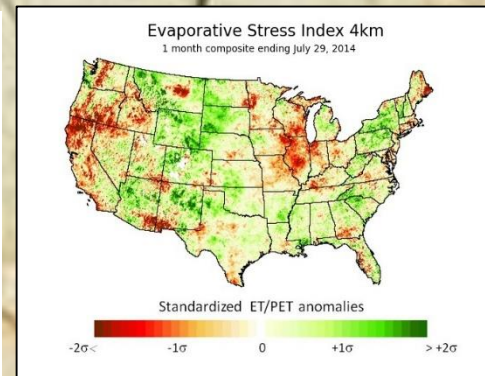 Evaporative Stress Index 4km
1 month composite ending July 29, 2014
Standardized ET/PET anomalies
-2σ< -1σ 0 +1σ > +2σ